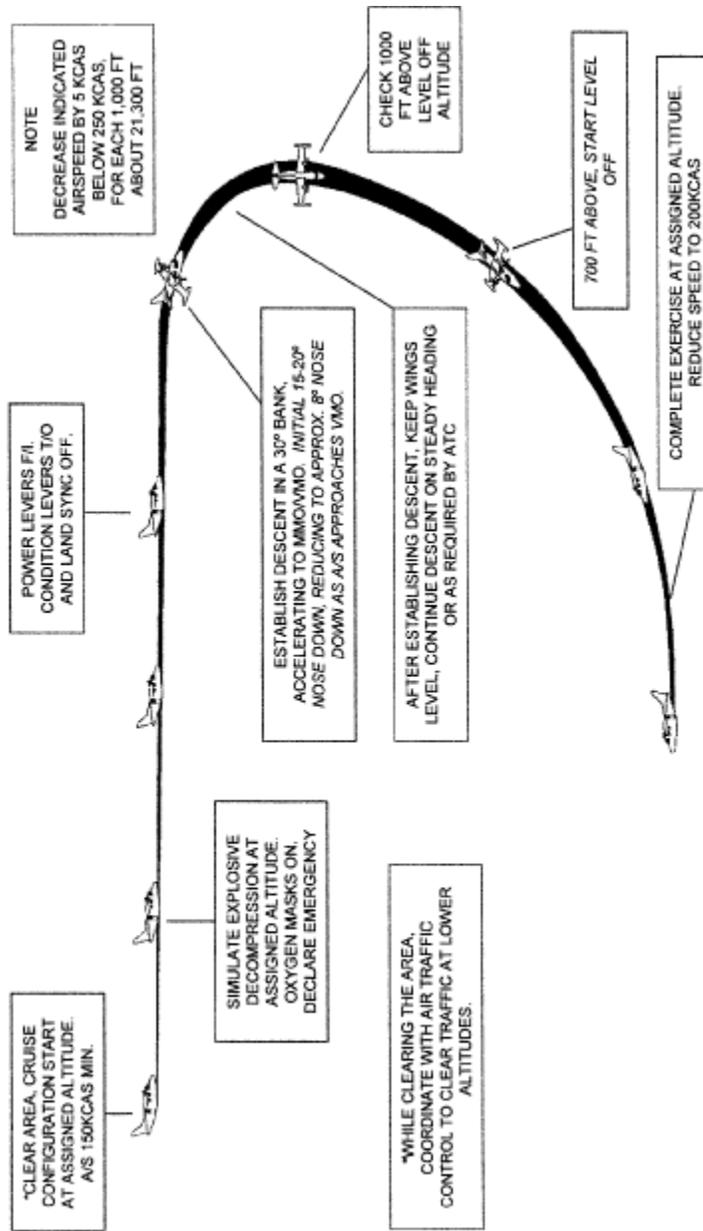 *CLEAR AREA, CRUISE
CONFIGURATION START
AT ASSIGNED ALTITUDE.
A/S 150KCAS MIN.
SIMULATE EXPLOSIVE
DECOMPRESSION AT
ASSIGNED ALTITUDE.
OXYGEN MASKS ON,
DECLARE EMERGENCY
POWER LEVERS F/I.
CONDITION LEVERS T/O
AND LAND SYNC OFF.
NOTE
DECREASE INDICATED
AIRSPEED BY 5 KCAS
BELOW 250 KCAS,
FOR EACH 1,000 FT
ABOUT 21,300 FT
ESTABLISH DESCENT IN A 30º BANK,
ACCELERATING TO MMO/VMO. INITIAL 15-20º
NOSE DOWN, REDUCING TO APPROX. 8º NOSE
DOWN AS A/S APPROACHES VMO.
AFTER ESTABLISHING DESCENT, KEEP WINGS
LEVEL, CONTINUE DESCENT ON STEADY HEADING
OR AS REQUIRED BY ATC
CHECK 1000
FT ABOVE
LEVEL OFF
ALTITUDE
700 FT ABOVE, START LEVEL
OFF
COMPLETE EXERCISE AT ASSIGNED ALTITUDE.
REDUCE SPEED TO 200KCAS
*WHILE CLEARING THE AREA,
COORDINATE WITH AIR TRAFFIC
CONTROL TO CLEAR TRAFFIC AT LOWER
ALTITUDES.